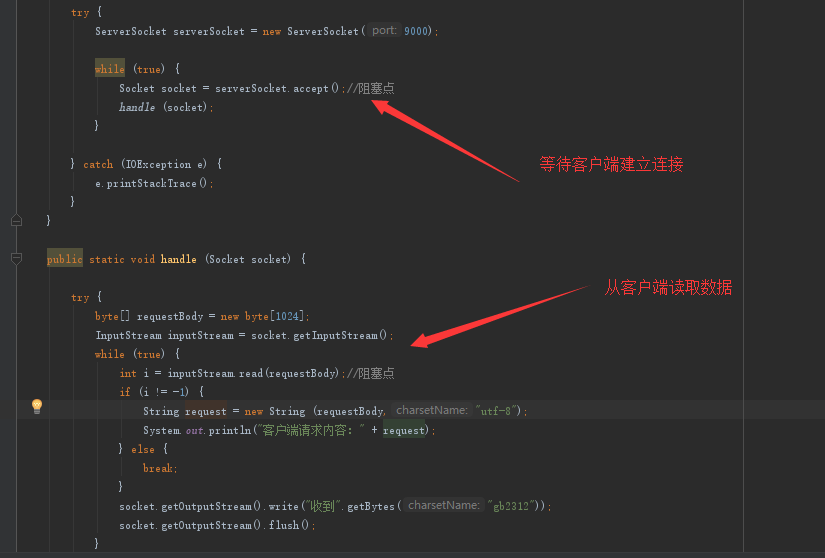 try {
ServerSocket serverSocket = new ServerSocket( port: 9000);
while (true) {
Socket socket = serverSocket.accept();//阻塞点
handle (socket);
}
等待客户端建立连接
} catch (IOException e) {
e.printStackTrace();
}
}
public static void handle (Socket socket) {
从客户端读取数据
try {
byte[] requestBody = new byte[1024];
InputStream inputStream = socket.getInputStream();
while (true) {
int i = inputStream.read(requestBody);//阻塞点
if (i != -1) {
String request = new String (requestBody, charsetName: "utf-8");
System.out.println("客户端请求内容: " + request);
} else {
break;
}
socket.getOutputStream().write("收到".getBytes( charsetName: "gb2312"));
socket.getOutputStream().flush();
}